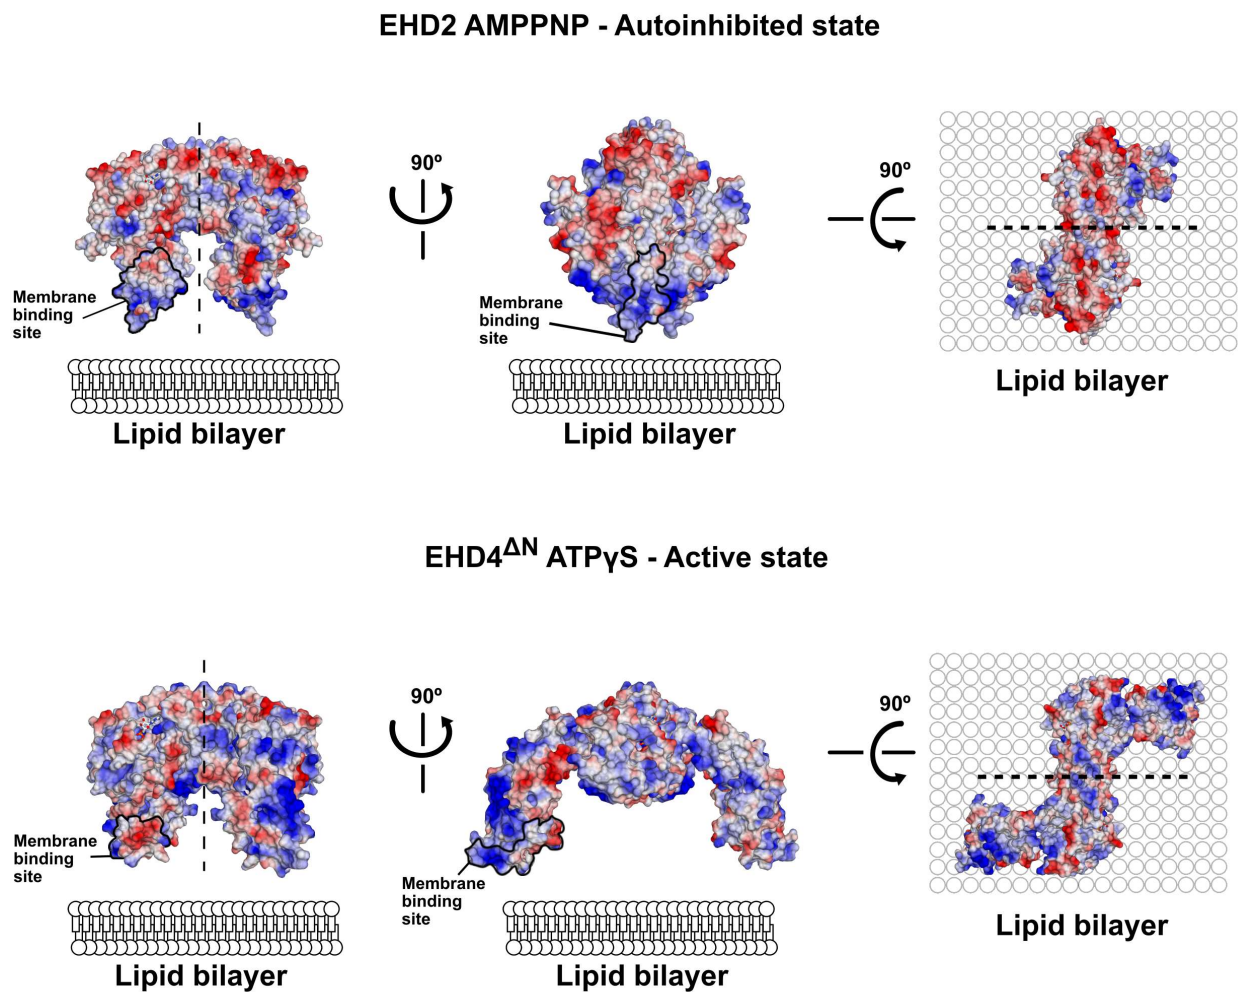 EHD2 AMPPNP - Autoinhibited state
90º
90º
Membrane
binding
site
Membrane
binding
site
Lipid bilayer
Lipid bilayer
Lipid bilayer
EHD4ΔN ATPγS - Active state
90º
90º
Membrane
binding
site
Membrane
binding
site
Lipid bilayer
Lipid bilayer
Lipid bilayer